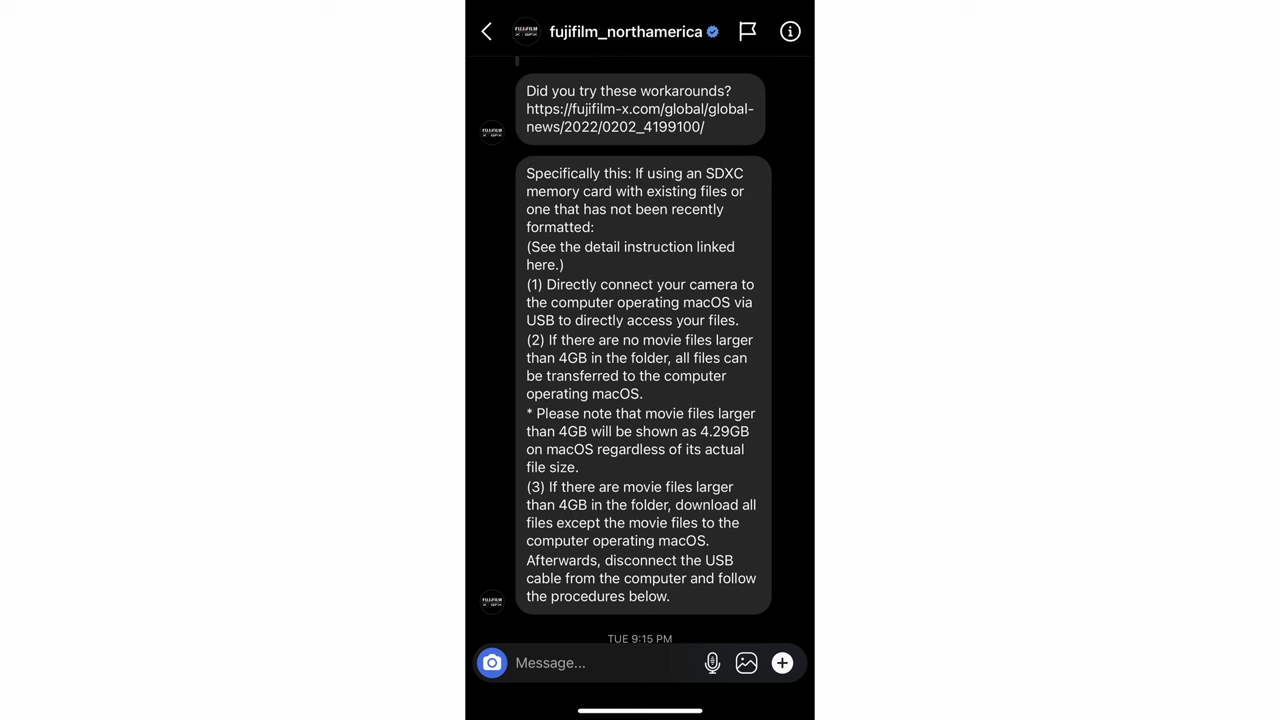 fujifilm_northamerica
Did you try these workarounds?
https://fujifilm-x.com/global/global-
news/2022/0202_4199100/
Specifically this: If using an SDXC
memory card with existing files or
one that has not been recently
formatted:
(See the detail instruction linked
here.)
(1) Directly connect your camera to
the computer operating macOS via
USB to directly access your files.
(2) If there are no movie files larger
than 4GB in the folder, all files can
be transferred to the computer
operating macOS.
* Please note that movie files larger
than 4GB will be shown as 4.29GB
on macOS regardless of its actual
file size.
(3) If there are movie files larger
than 4GB in the folder, download all
files except the movie files to the
computer operating macOS.
Afterwards, disconnect the USB
cable from the computer and follow
the procedures below.
TUE 9:15 PM
Message...